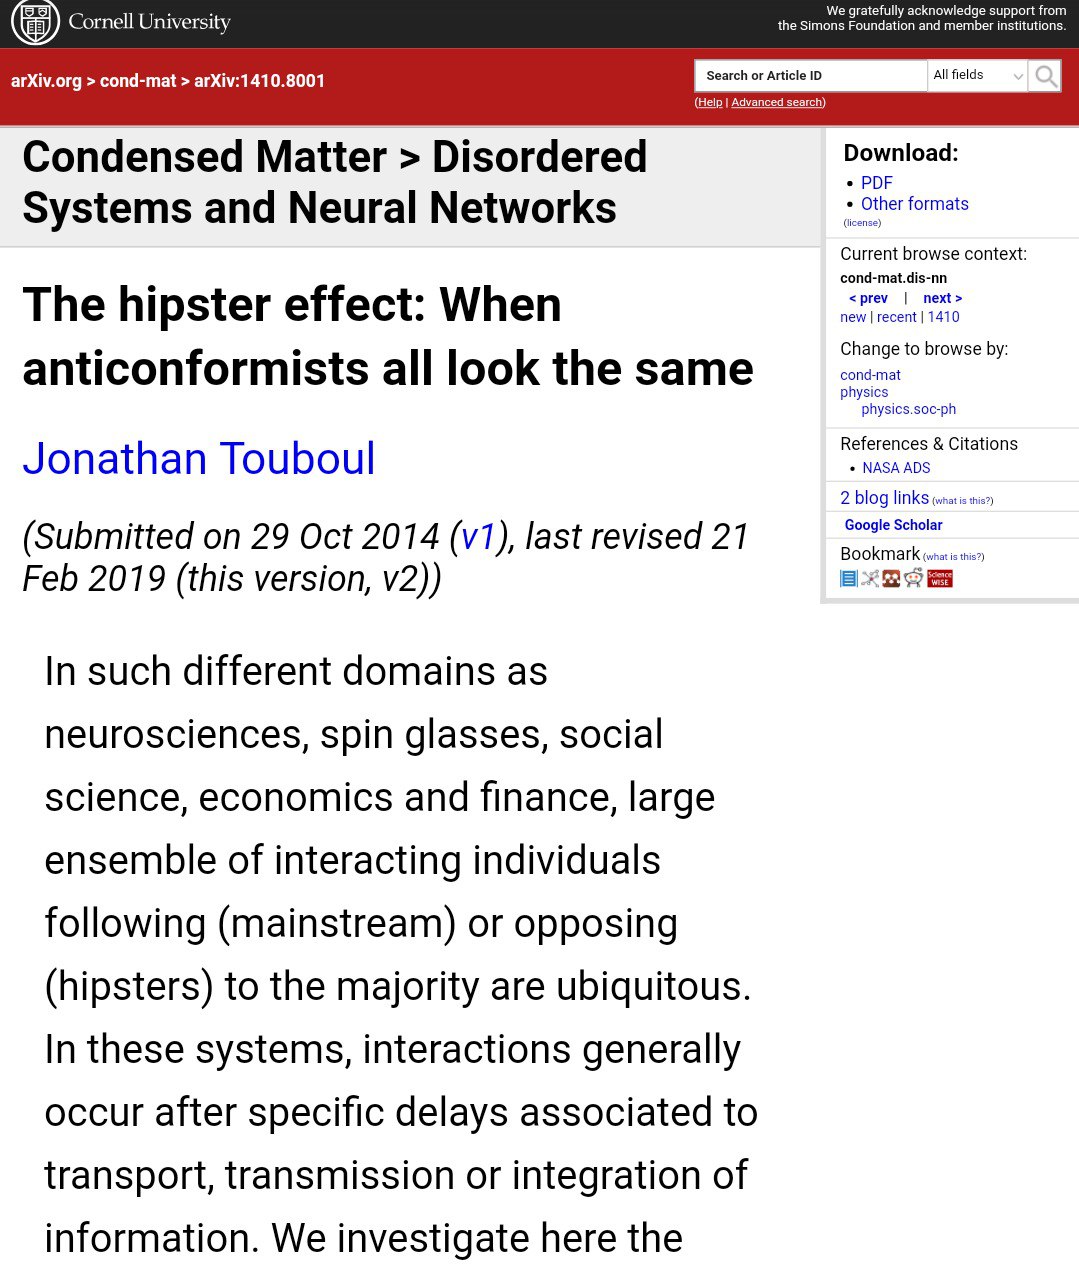 Cornell University
We gratefully acknowledge support from
the Simons Foundation and member institutions.
arXiv.org > cond-mat > arXiv:1410.8001
Search or Article ID
All fields
(Help | Advanced search)
Condensed Matter > Disordered
Systems and Neural Networks
The hipster effect: When
anticonformists all look the same
Jonathan Touboul
(Submitted on 29 Oct 2014 (v1), last revised 21
Feb 2019 (this version, v2))
In such different domains as
neurosciences, spin glasses, social
science, economics and finance, large
ensemble of interacting individuals
following (mainstream) or opposing
(hipsters) to the majority are ubiquitous.
In these systems, interactions generally
occur after specific delays associated to
transport, transmission or integration of
information. We investigate here the
Download:
• PDF
• Other formats
(license)
Current browse context:
cond-mat.dis-nn
< prev | next >
new | recent | 1410
Change to browse by:
cond-mat
physics
physics.soc-ph
References & Citations
• NASA ADS
2 blog links (what is this?)
Google Scholar
Bookmark (what is this?)
Science
WISE